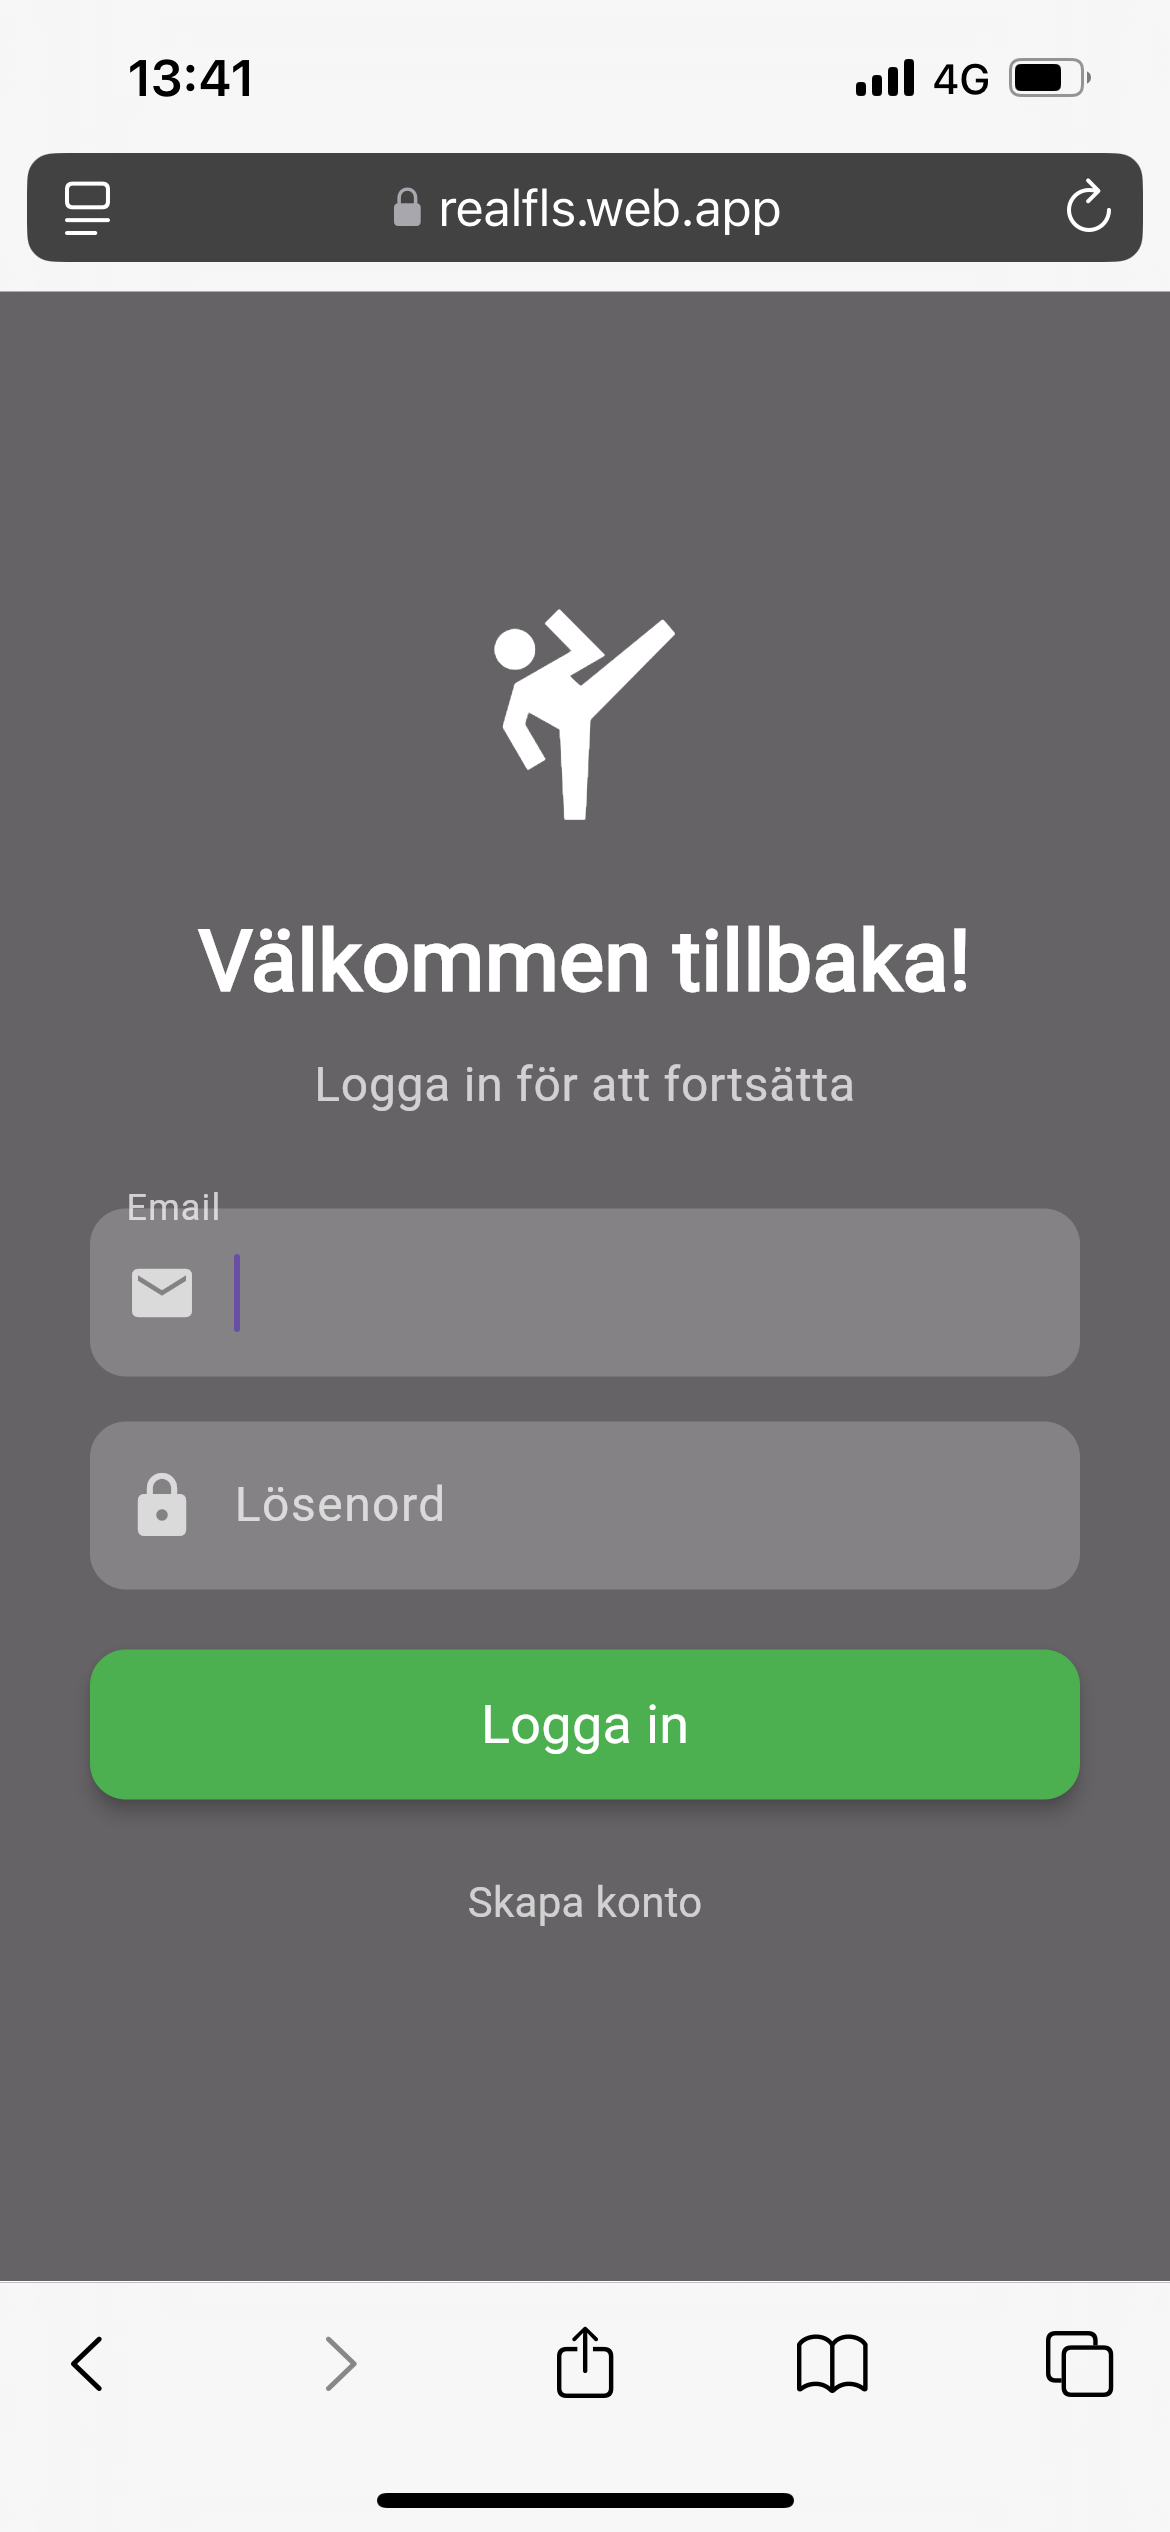 13:41
4G
realfls.web.app
Välkommen tillbaka!
Logga in för att fortsätta
Email
Lösenord
Logga in
Skapa konto